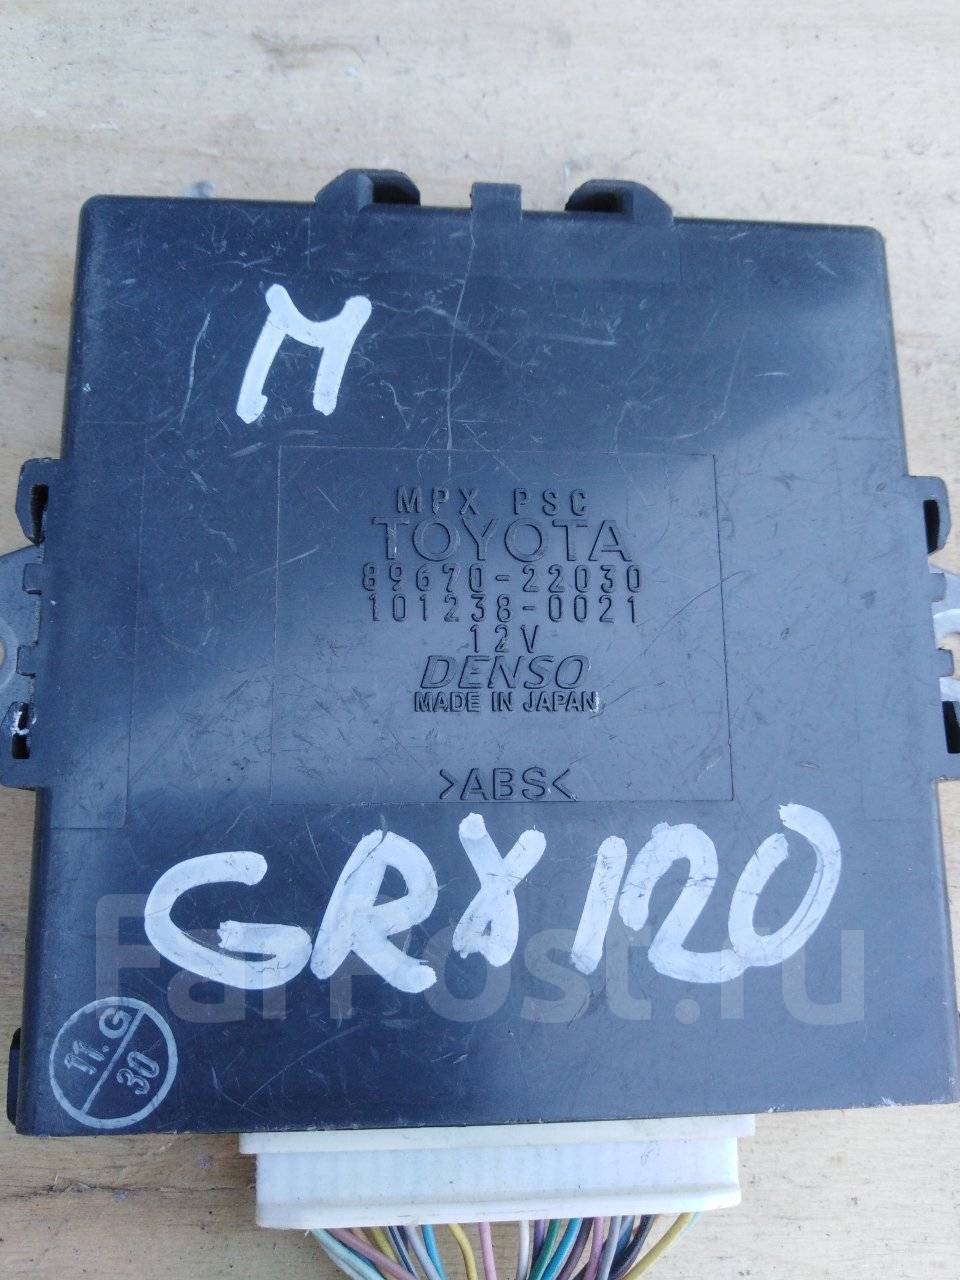 M
MPX PSC
TOYOTA
89670-22030
101238-0021
12V
DENSO
MADE IN JAPAN
>ABS<
GRX120
FarPost.ru
11.G
30